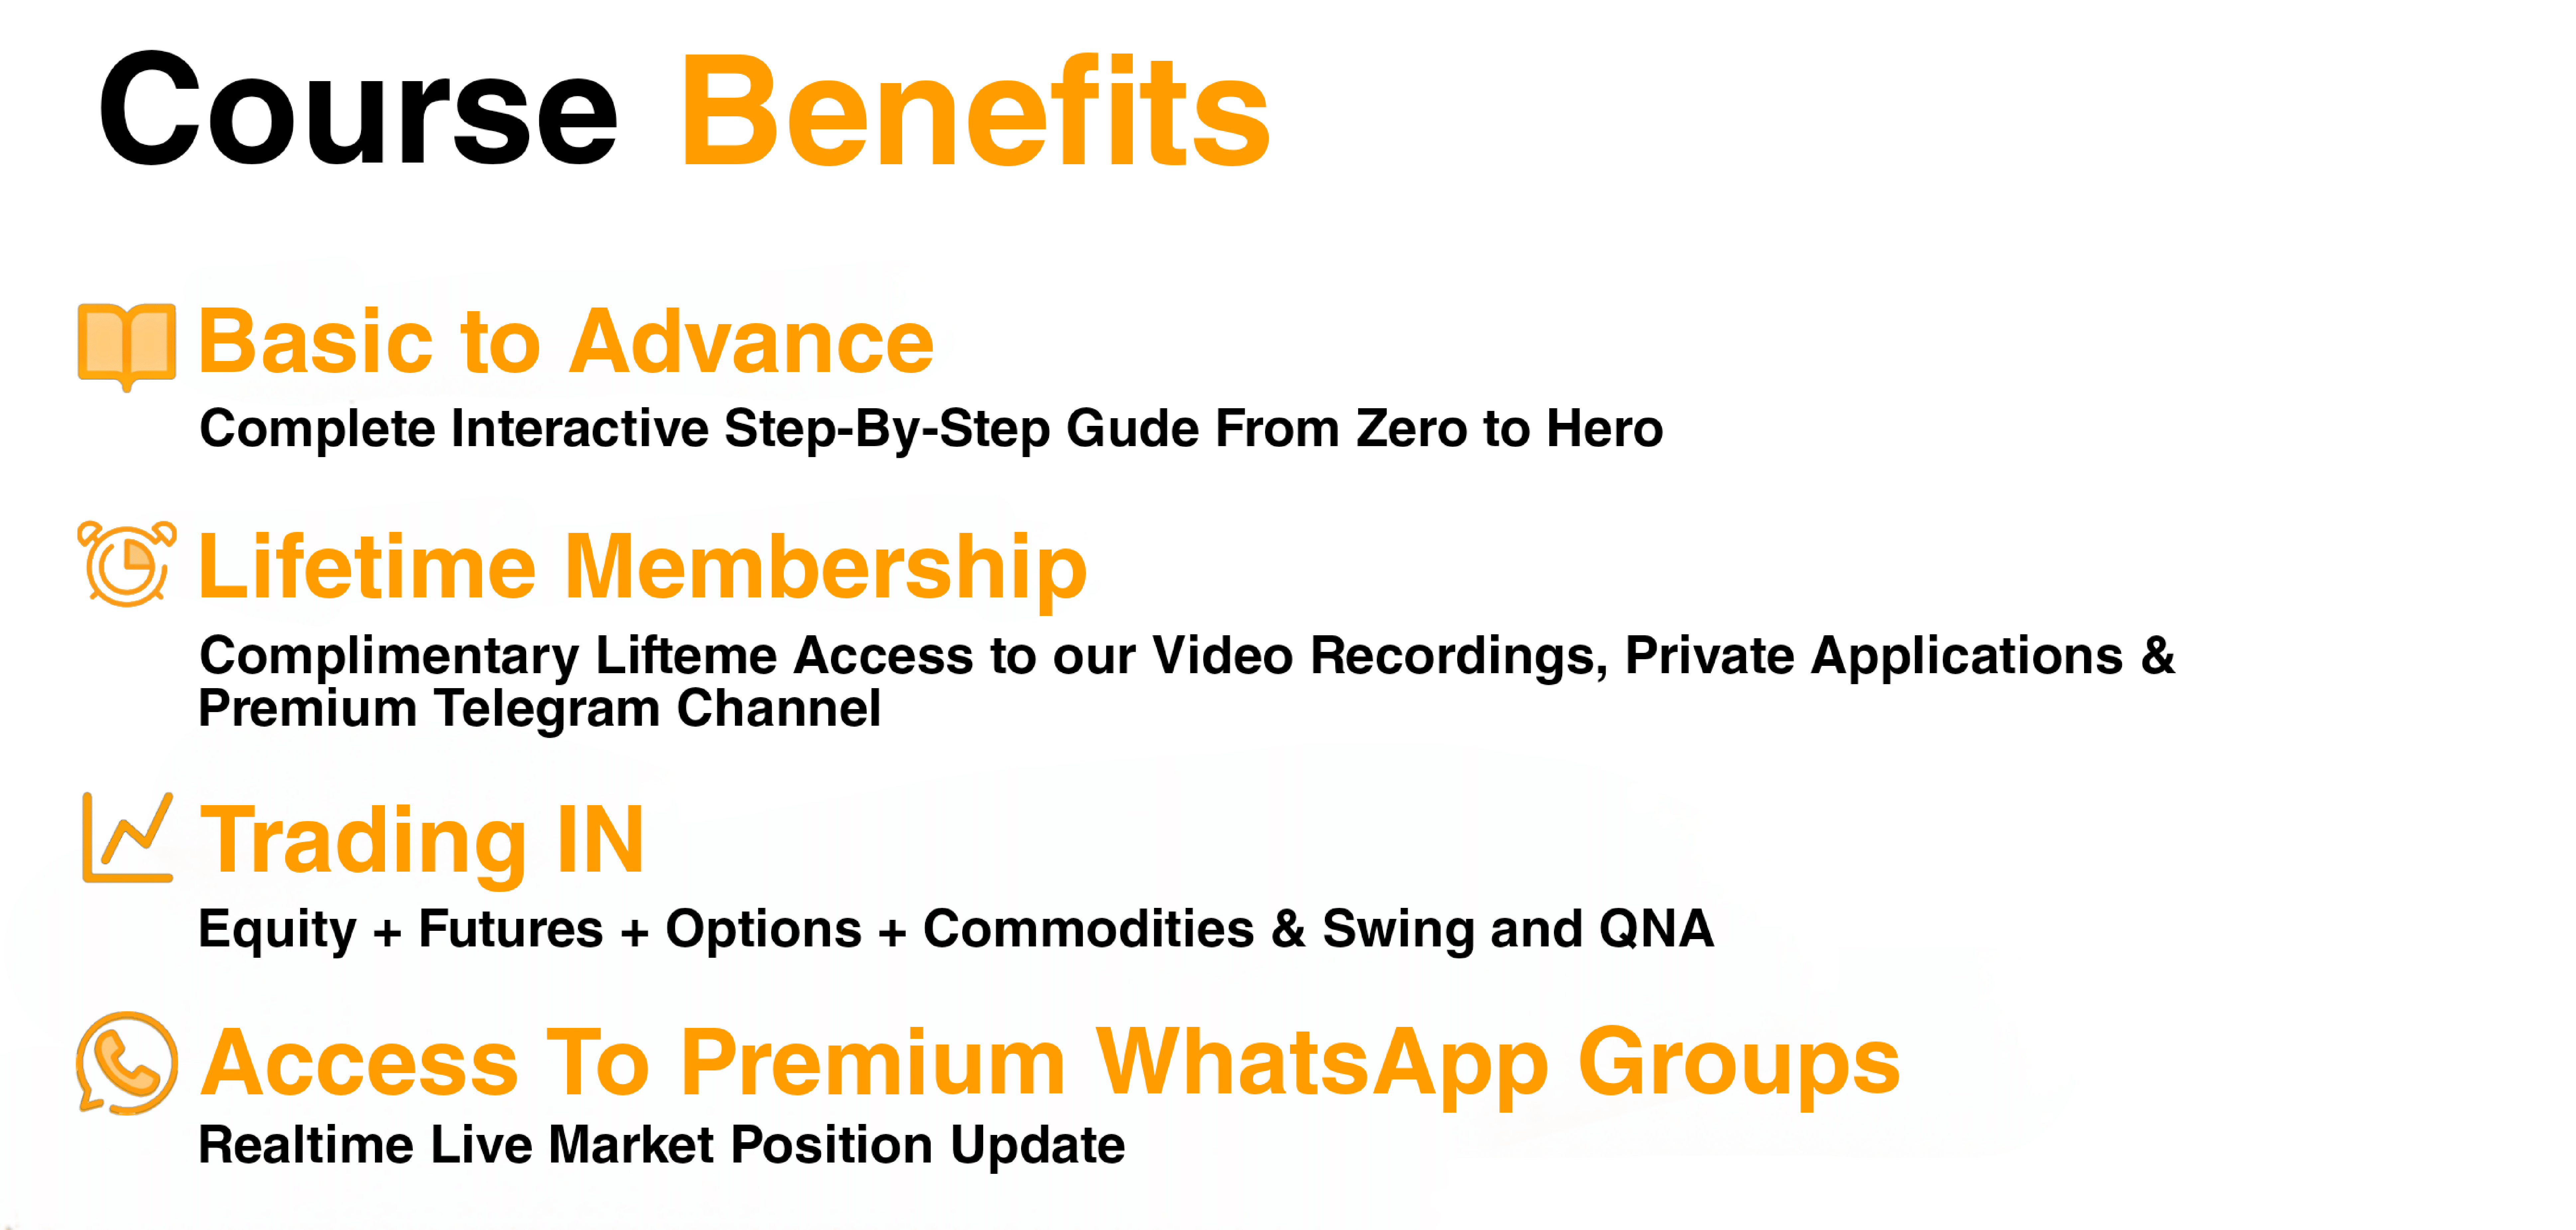 Course Benefits
Basic to Advance
Complete Interactive Step-By-Step Gude From Zero to Hero
Lifetime Membership
Complimentary Lifteme Access to our Video Recordings, Private Applications &
Premium Telegram Channel
Trading IN
Equity + Futures + Options + Commodities & Swing and QNA
Access To Premium WhatsApp Groups
Realtime Live Market Position Update